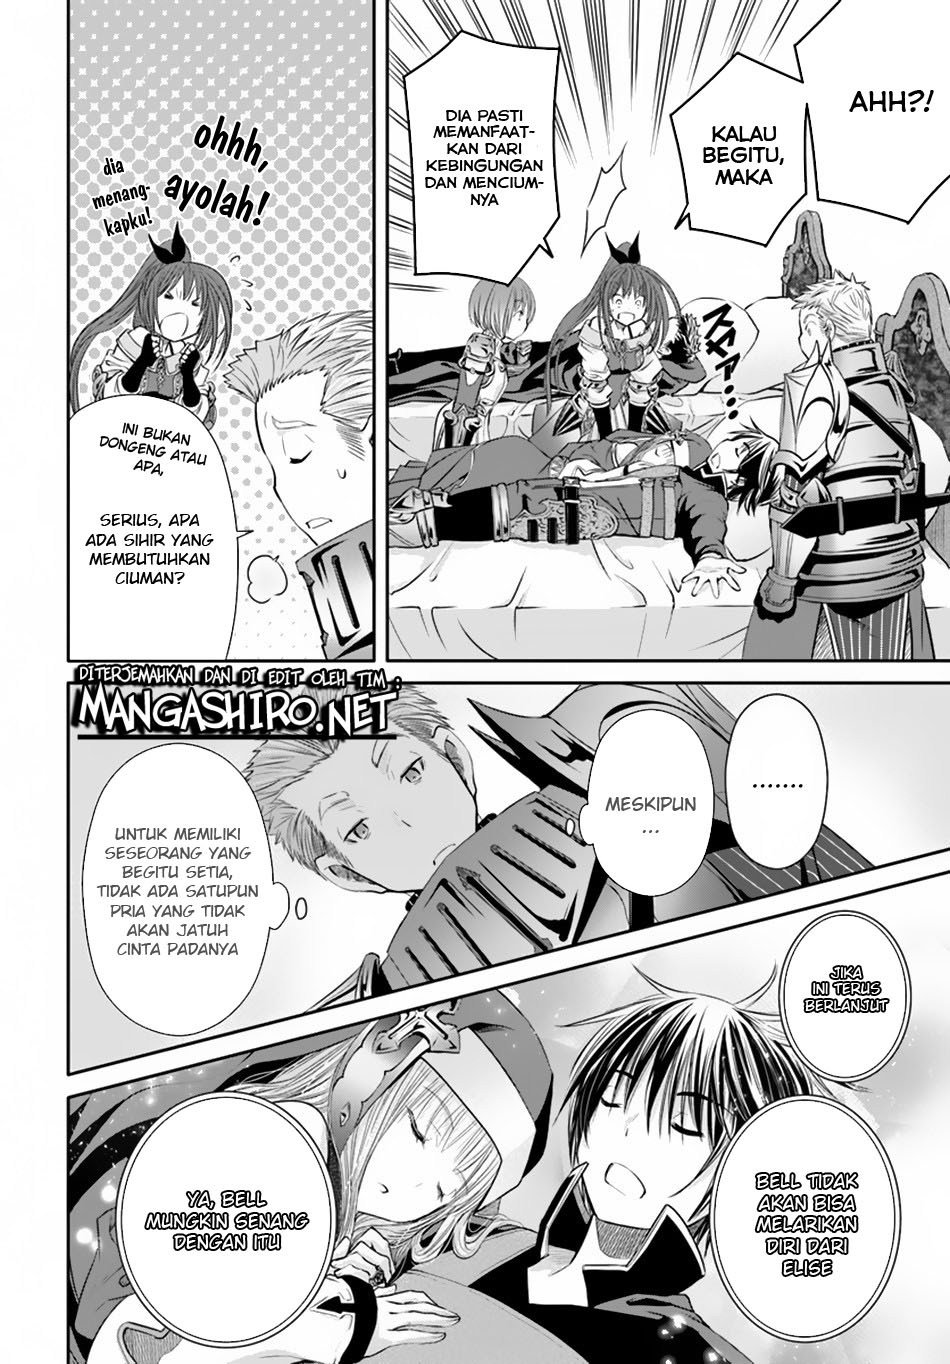 AHH?!
KALAU
BEGITU,
MAKA
DIA PASTI
MEMANFAAT-
KAN DARI
KEBINGUNGAN
DAN MENCIUM-
NYA
スヤァ…
ohhh,
ayolah!
dia
menang-
kapku!
INI BUKAN
DONGENG ATAU
APA,
SERIUS, APA
ADA SIHIR YANG
MEMBUTUHKAN
CIUMAN?
DITERJEMAHKAN DAN DI EDIT OLEH TIM :
MANGASHIRO.NET
........
MESKIPUN
...
UNTUK MEMILIKI
SESEORANG YANG
BEGITU SETIA,
TIDAK ADA SATUPUN
PRIA YANG TIDAK
AKAN JATUH
CINTA PADANYA
JIKA
INI TERUS
BERLANJUT
BELL TIDAK
AKAN BISA
MELARIKAN
DIRI DARI
ELISE
YA, BELL
MUNGKIN SENANG
DENGAN ITU